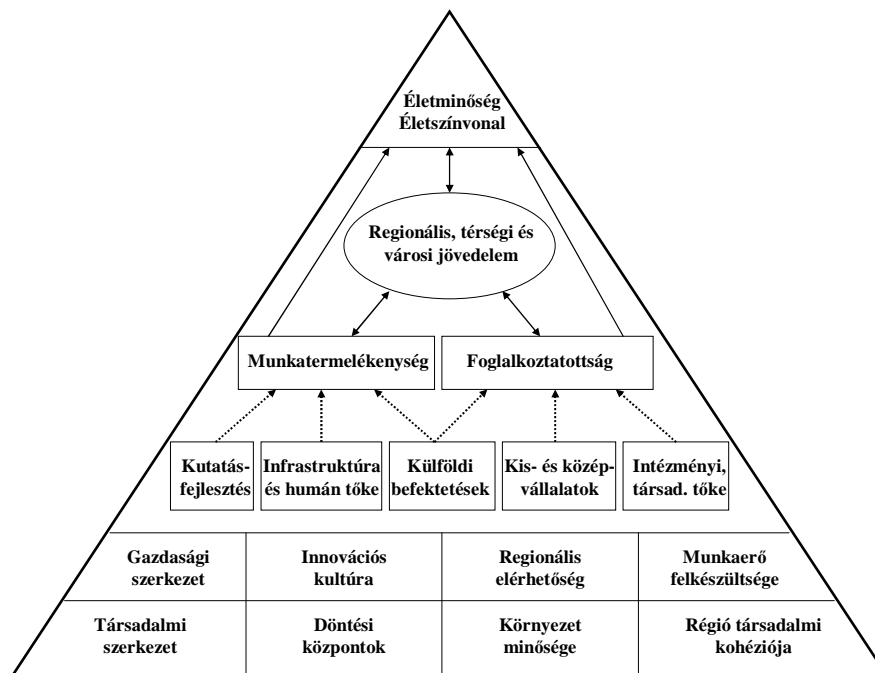 Életminőség
Életszínvonal
Regionális, térségi és
városi jövedelem
Munkatermelékenység
Foglalkoztatottság
Kutatás-
fejlesztés
Infrastruktúra
és humán tőke
Külföldi
befektetések
Kis- és közép-
vállalatok
Intézményi,
társad. tőke
Gazdasági
szerkezet
Innovációs
kultúra
Regionális
elérhetőség
Munkaerő
felkészültsége
Társadalmi
szerkezet
Döntési
központok
Környezet
minősége
Régió társadalmi
kohéziója